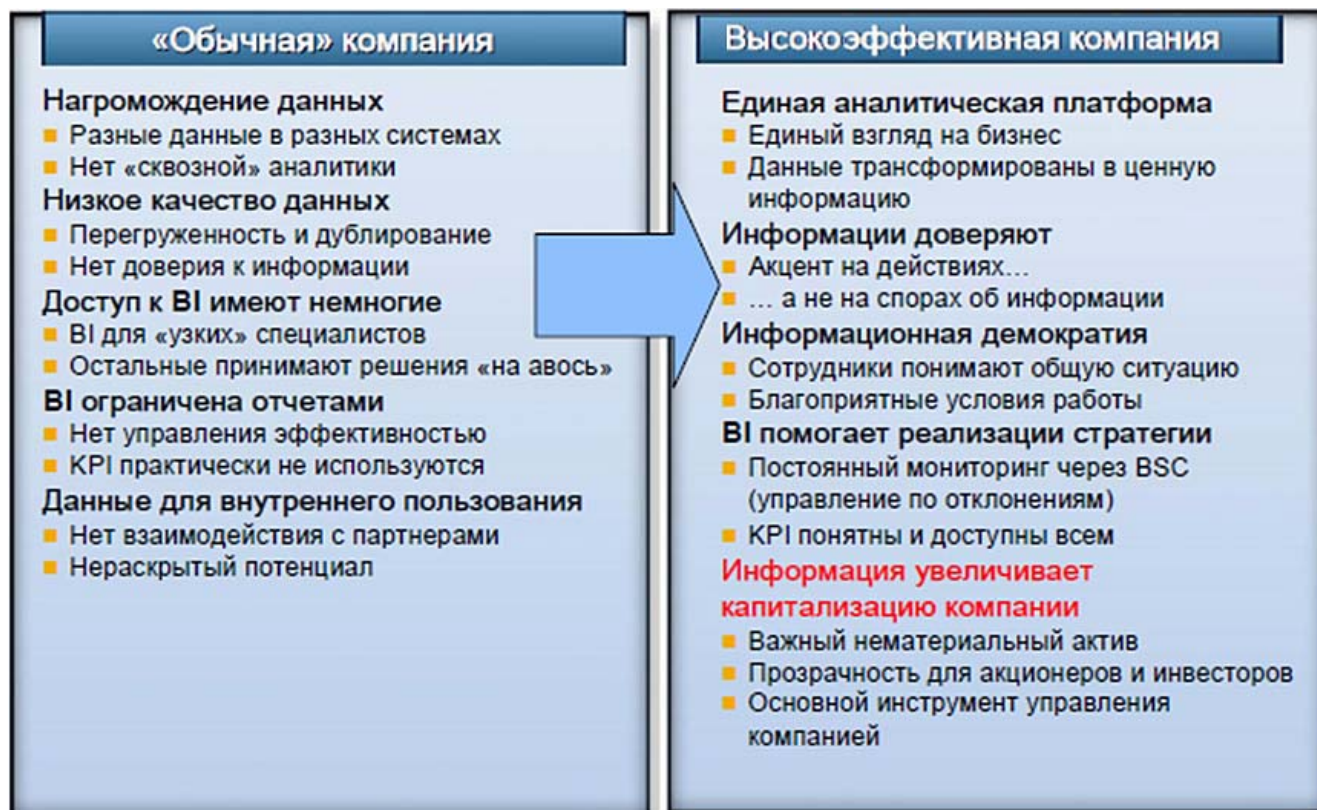 «Обычная» компания
Нагромождение данных
Разные данные в разных системах
Нет «сквозной» аналитики
Низкое качество данных
Перегруженность и дублирование
Нет доверия к информации
Доступ к BI имеют немногие
BI для «узких» специалистов
Остальные принимают решения «на авось»
BI ограничена отчетами
Нет управления эффективностью
KPI практически не используются
Данные для внутреннего пользования
Нет взаимодействия с партнерами
Нераскрытый потенциал
Высокоэффективная компания
Единая аналитическая платформа
Единый взгляд на бизнес
Данные трансформированы в ценную
информацию
Информации доверяют
Акцент на действиях...
... а не на спорах об информации
Информационная демократия
Сотрудники понимают общую ситуацию
Благоприятные условия работы
BI помогает реализации стратегии
Постоянный мониторинг через BSC
(управление по отклонениям)
KPI понятны и доступны всем
Информация увеличивает
капитализацию компании
Важный нематериальный актив
Прозрачность для акционеров и инвесторов
Основной инструмент управления
компанией